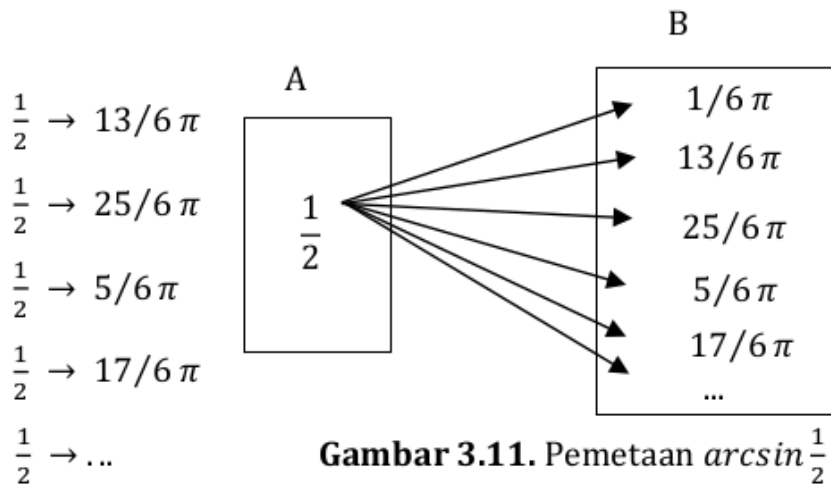 B
A
1/2 → 13/6 π
1/2 → 25/6 π
1/2 → 5/6 π
1/2 → 17/6 π
1/2 → ...
1/2
1/6 π
13/6 π
25/6 π
5/6 π
17/6 π
...
Gambar 3.11. Pemetaan arcsin 1/2